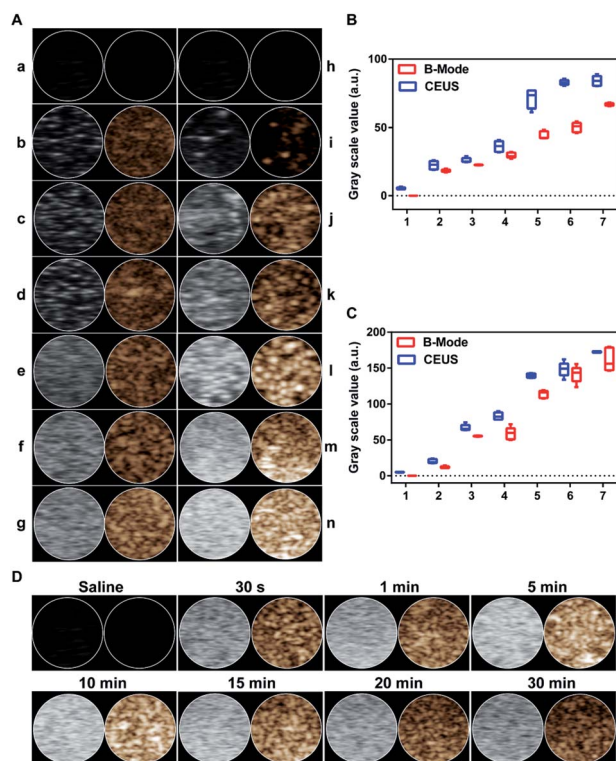 A
B
a
h
b
i
c
j
d
k
e
l
f
m
g
n
100
50
0
Gray scale value (a.u.)
B-Mode
CEUS
1 2 3 4 5 6 7
C
200
150
100
50
0
Gray scale value (a.u.)
B-Mode
CEUS
1 2 3 4 5 6 7
D
Saline 30 s 1 min 5 min
10 min 15 min 20 min 30 min